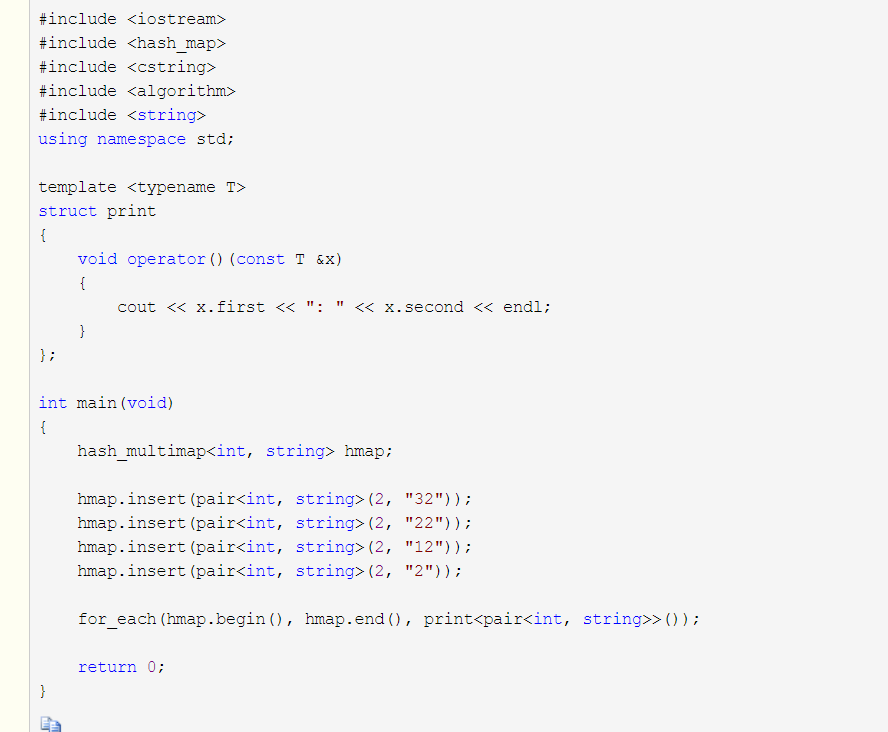 #include <iostream>
#include <hash_map>
#include <cstring>
#include <algorithm>
#include <string>
using namespace std;

template <typename T>
struct print
{
    void operator()(const T &x)
    {
        cout << x.first << ": " << x.second << endl;
    }
};

int main(void)
{
    hash_multimap<int, string> hmap;

    hmap.insert(pair<int, string>(2, "32"));
    hmap.insert(pair<int, string>(2, "22"));
    hmap.insert(pair<int, string>(2, "12"));
    hmap.insert(pair<int, string>(2, "2"));

    for_each(hmap.begin(), hmap.end(), print<pair<int, string>>());

    return 0;
}